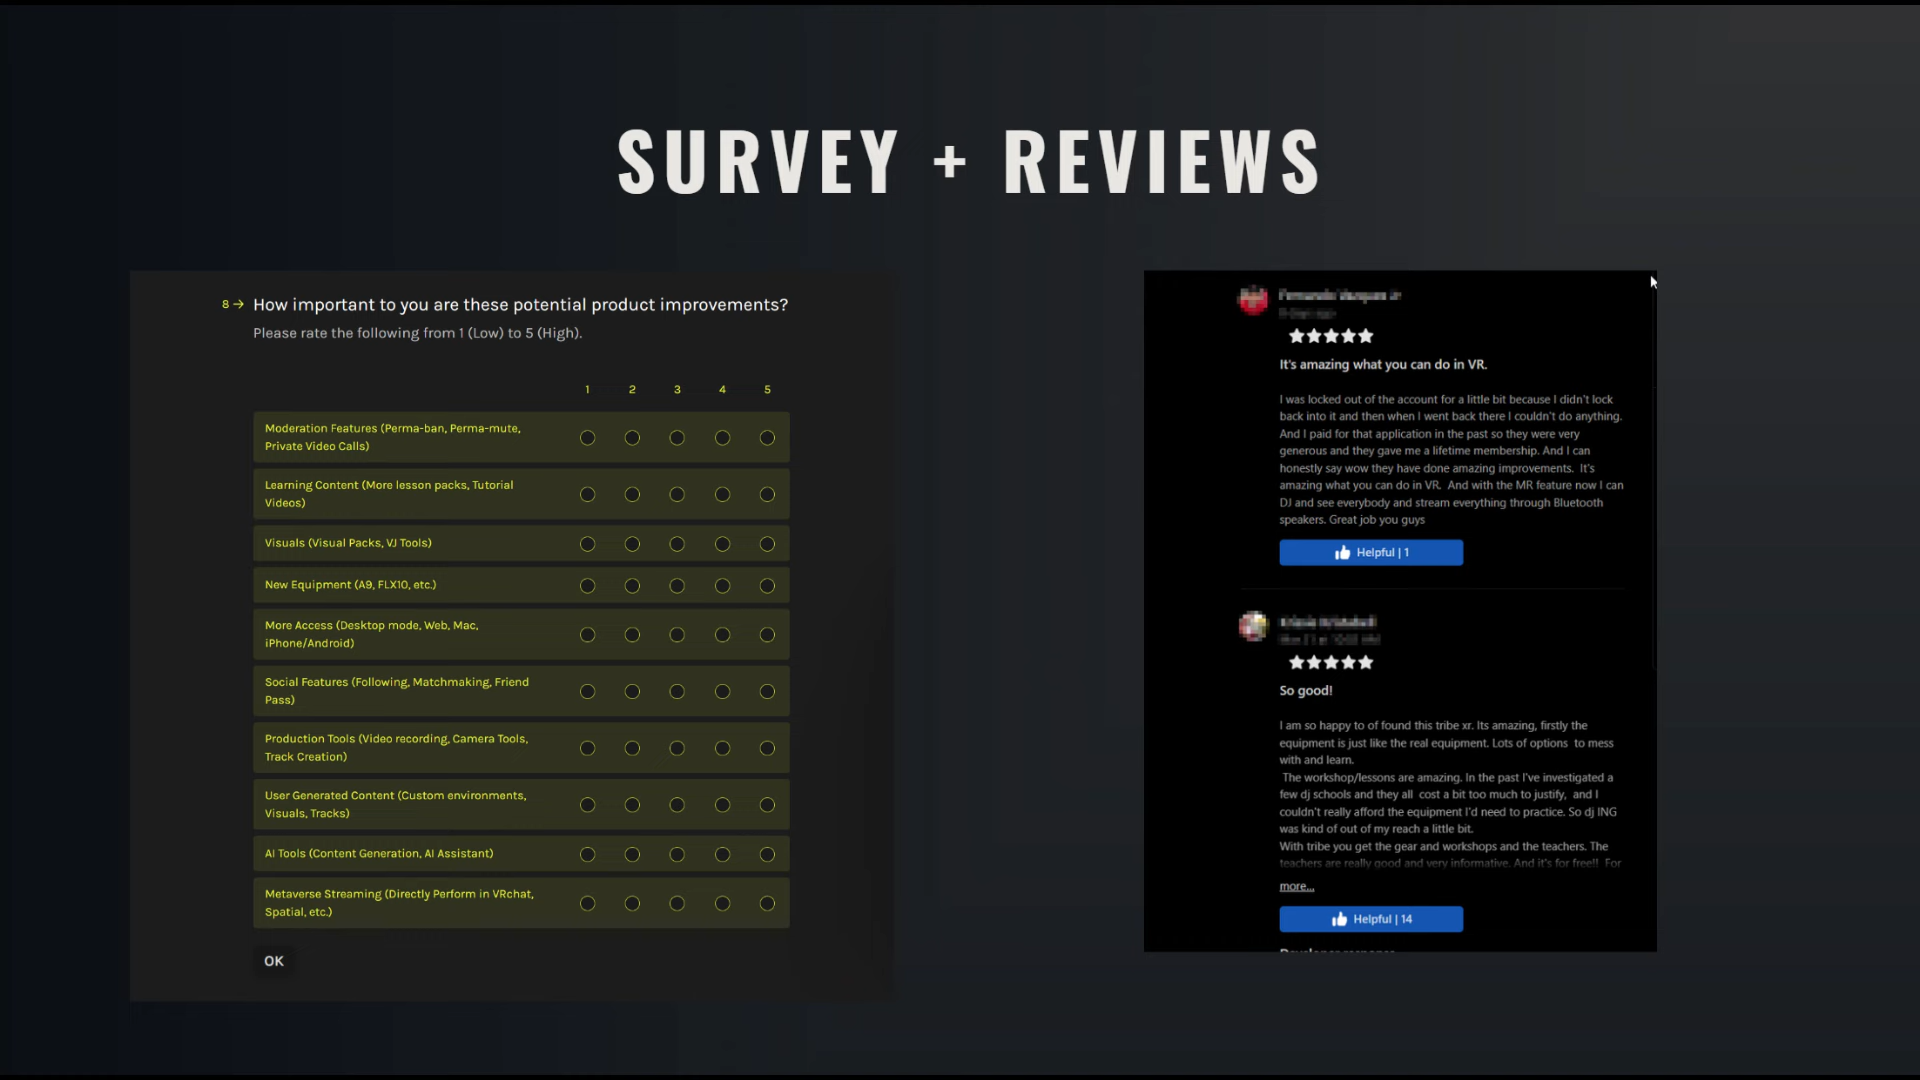 SURVEY + REVIEWS
8 → How important to you are these potential product improvements?
Please rate the following from 1 (Low) to 5 (High).
1 2 3 4 5
Moderation Features (Perma-ban, Perma-mute,
Private Video Calls)
Learning Content (More lesson packs, Tutorial
Videos)
Visuals (Visual Packs, VJ Tools)
New Equipment (A9, FLX10, etc.)
More Access (Desktop mode, Web, Mac,
iPhone/Android)
Social Features (Following, Matchmaking, Friend
Pass)
Production Tools (Video recording, Camera Tools,
Track Creation)
User Generated Content (Custom environments,
Visuals, Tracks)
AI Tools (Content Generation, AI Assistant)
Metaverse Streaming (Directly Perform in VRchat,
Spatial, etc.)
OK
It's amazing what you can do in VR.
I was locked out of the account for a little bit because I didn't lock
back into it and then when I went back there I couldn't do anything.
And I paid for that application in the past so they were very
generous and they gave me a lifetime membership. And I can
honestly say wow they have done amazing improvements. It's
amazing what you can do in VR. And with the MR feature now I can
DJ and see everybody and stream everything through Bluetooth
speakers. Great job you guys
Helpful | 1
So good!
I am so happy to of found this tribe xr. Its amazing, firstly the
equipment is just like the real equipment. Lots of options to mess
with and learn.
The workshop/lessons are amazing. In the past I've investigated a
few dj schools and they all cost a bit too much to justify, and I
couldn't really afford the equipment I'd need to practice. So dj ING
was kind of out of my reach a little bit.
With tribe you get the gear and workshops and the teachers. The
teachers are really good and very informative. And it's for free!! For
more...
Helpful | 14